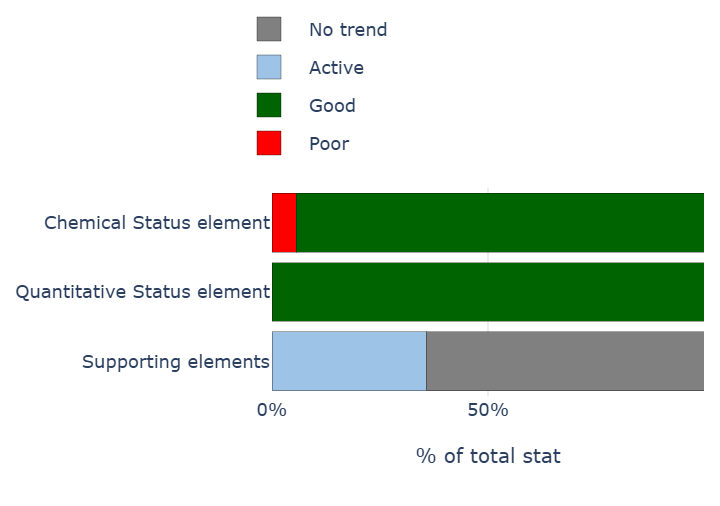 No trend
Active
Good
Poor
Chemical Status element
Quantitative Status element
Supporting elements
0%
50%
% of total stat